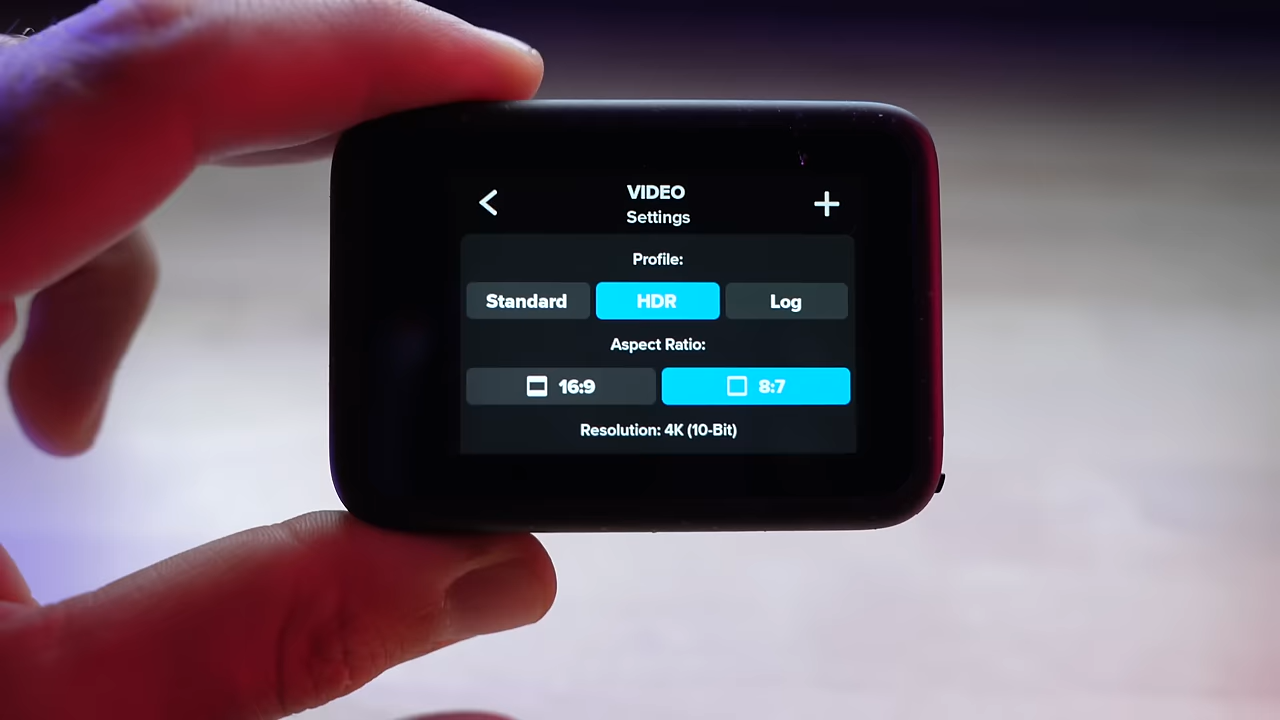 VIDEO
Settings
Profile:
Standard HDR Log
Aspect Ratio:
16:9 8:7
Resolution: 4K (10-Bit)